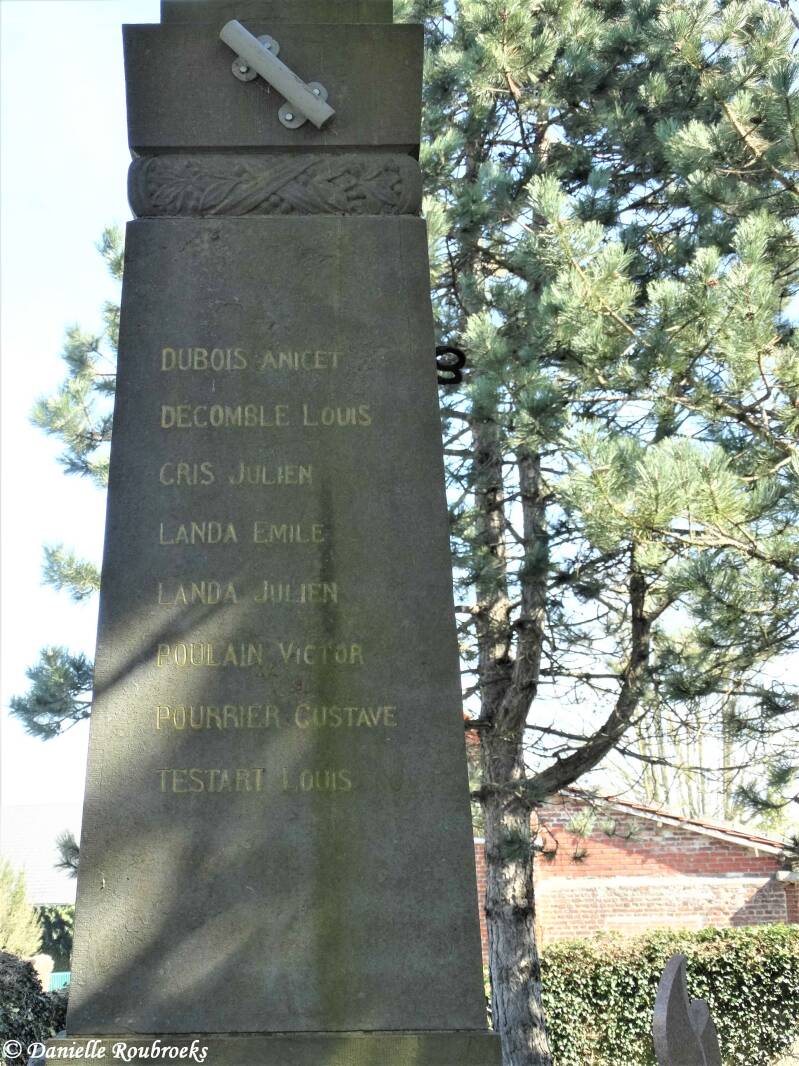 DUBOIS ANICET
DECOMBLE LOUIS
CRIS JULIEN
LANDA EMILE
LANDA JULIEN
POULAIN VICTOR
POURRIER GUSTAVE
TESTART LOUIS
© Danielle Roubroeks